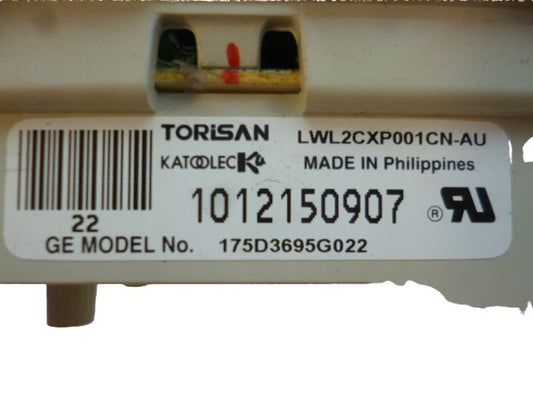 TORiSAN LWL2CXP001CN-AU
KATOOLEC MADE IN Philippines
22 1012150907 ®
GE MODEL No. 175D3695G022